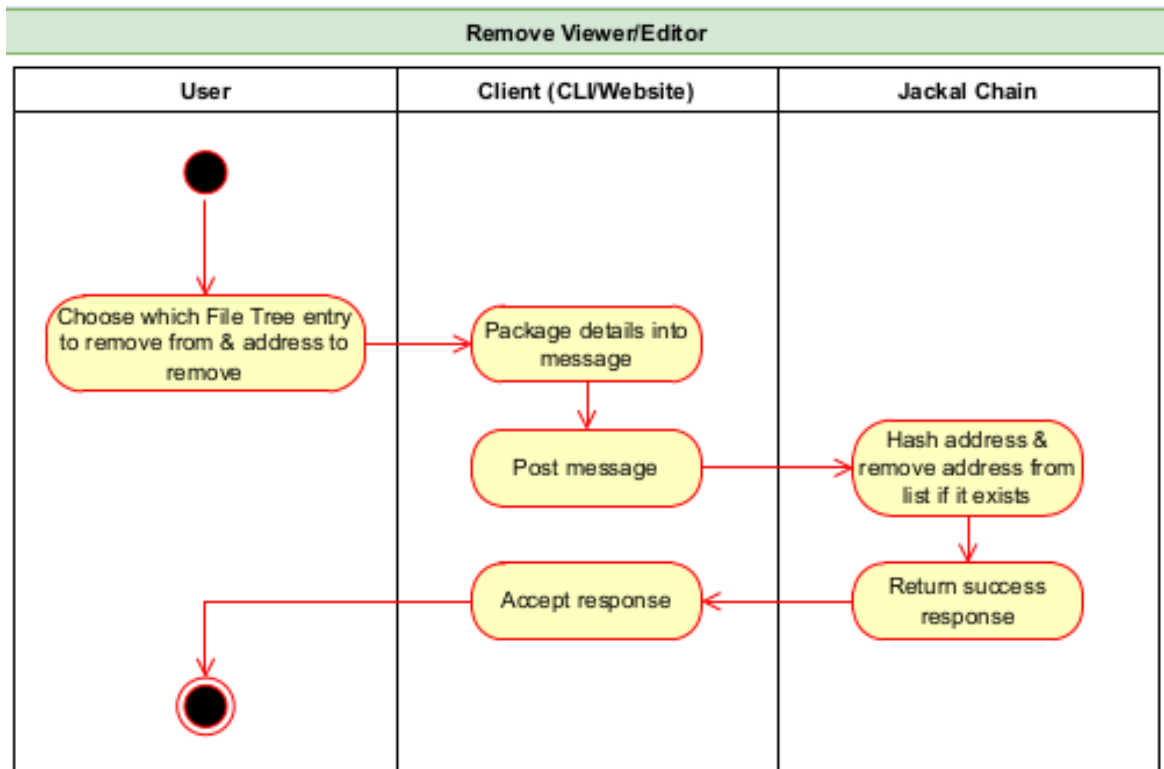 Remove Viewer/Editor
User
Client (CLI/Website)
Jackal Chain
Choose which File Tree entry
to remove from & address to
remove
Package details into
message
Post message
Hash address &
remove address from
list if it exists
Return success
response
Accept response